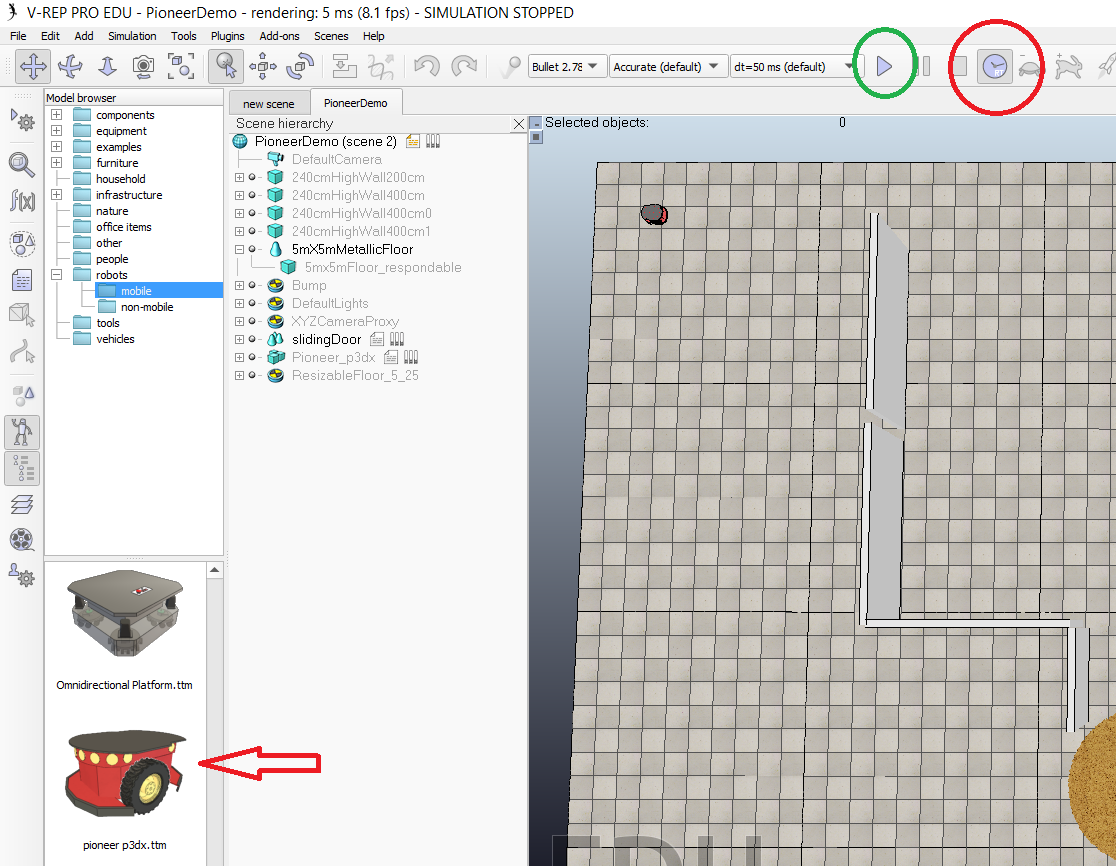 V-REP PRO EDU - PioneerDemo - rendering: 5 ms (8.1 fps) - SIMULATION STOPPED
File Edit Add Simulation Tools Plugins Add-ons Scenes Help
Bullet 2.78 Accurate (default) dt=50 ms (default)
Model browser
components
equipment
examples
furniture
household
infrastructure
nature
office items
other
people
robots
mobile
non-mobile
tools
vehicles
Omnidirectional Platform.ttm
pioneer p3dx.ttm
new scene PioneerDemo
Scene hierarchy
PioneerDemo (scene 2)
DefaultCamera
240cmHighWall200cm
240cmHighWall400cm
240cmHighWall400cm0
240cmHighWall400cm1
5mX5mMetallicFloor
5mx5mFloor_respondable
Bump
DefaultLights
XYZCameraProxy
slidingDoor
Pioneer_p3dx
ResizableFloor_5_25
Selected objects: 0
EDU